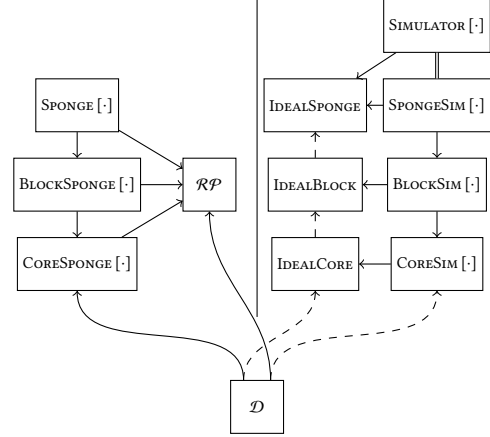 SIMULATOR [·]
SPONGE [·]
IDEALSPONGE
SPONGESIM [·]
BLOCKSPONGE [·]
RP
IDEALBLOCK
BLOCKSIM [·]
CORESPONGE [·]
IDEALCORE
CORESIM [·]
D